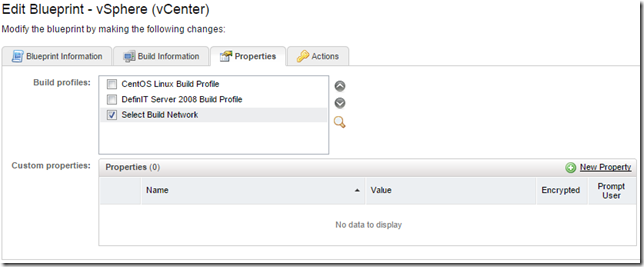 Edit Blueprint - vSphere (vCenter)
Modify the blueprint by making the following changes:
Blueprint Information Build Information Properties Actions
Build profiles: CentOS Linux Build Profile
DefinIT Server 2008 Build Profile
Select Build Network
Custom properties: Properties (0) New Property
Name Value Encrypted Prompt User
No data to display